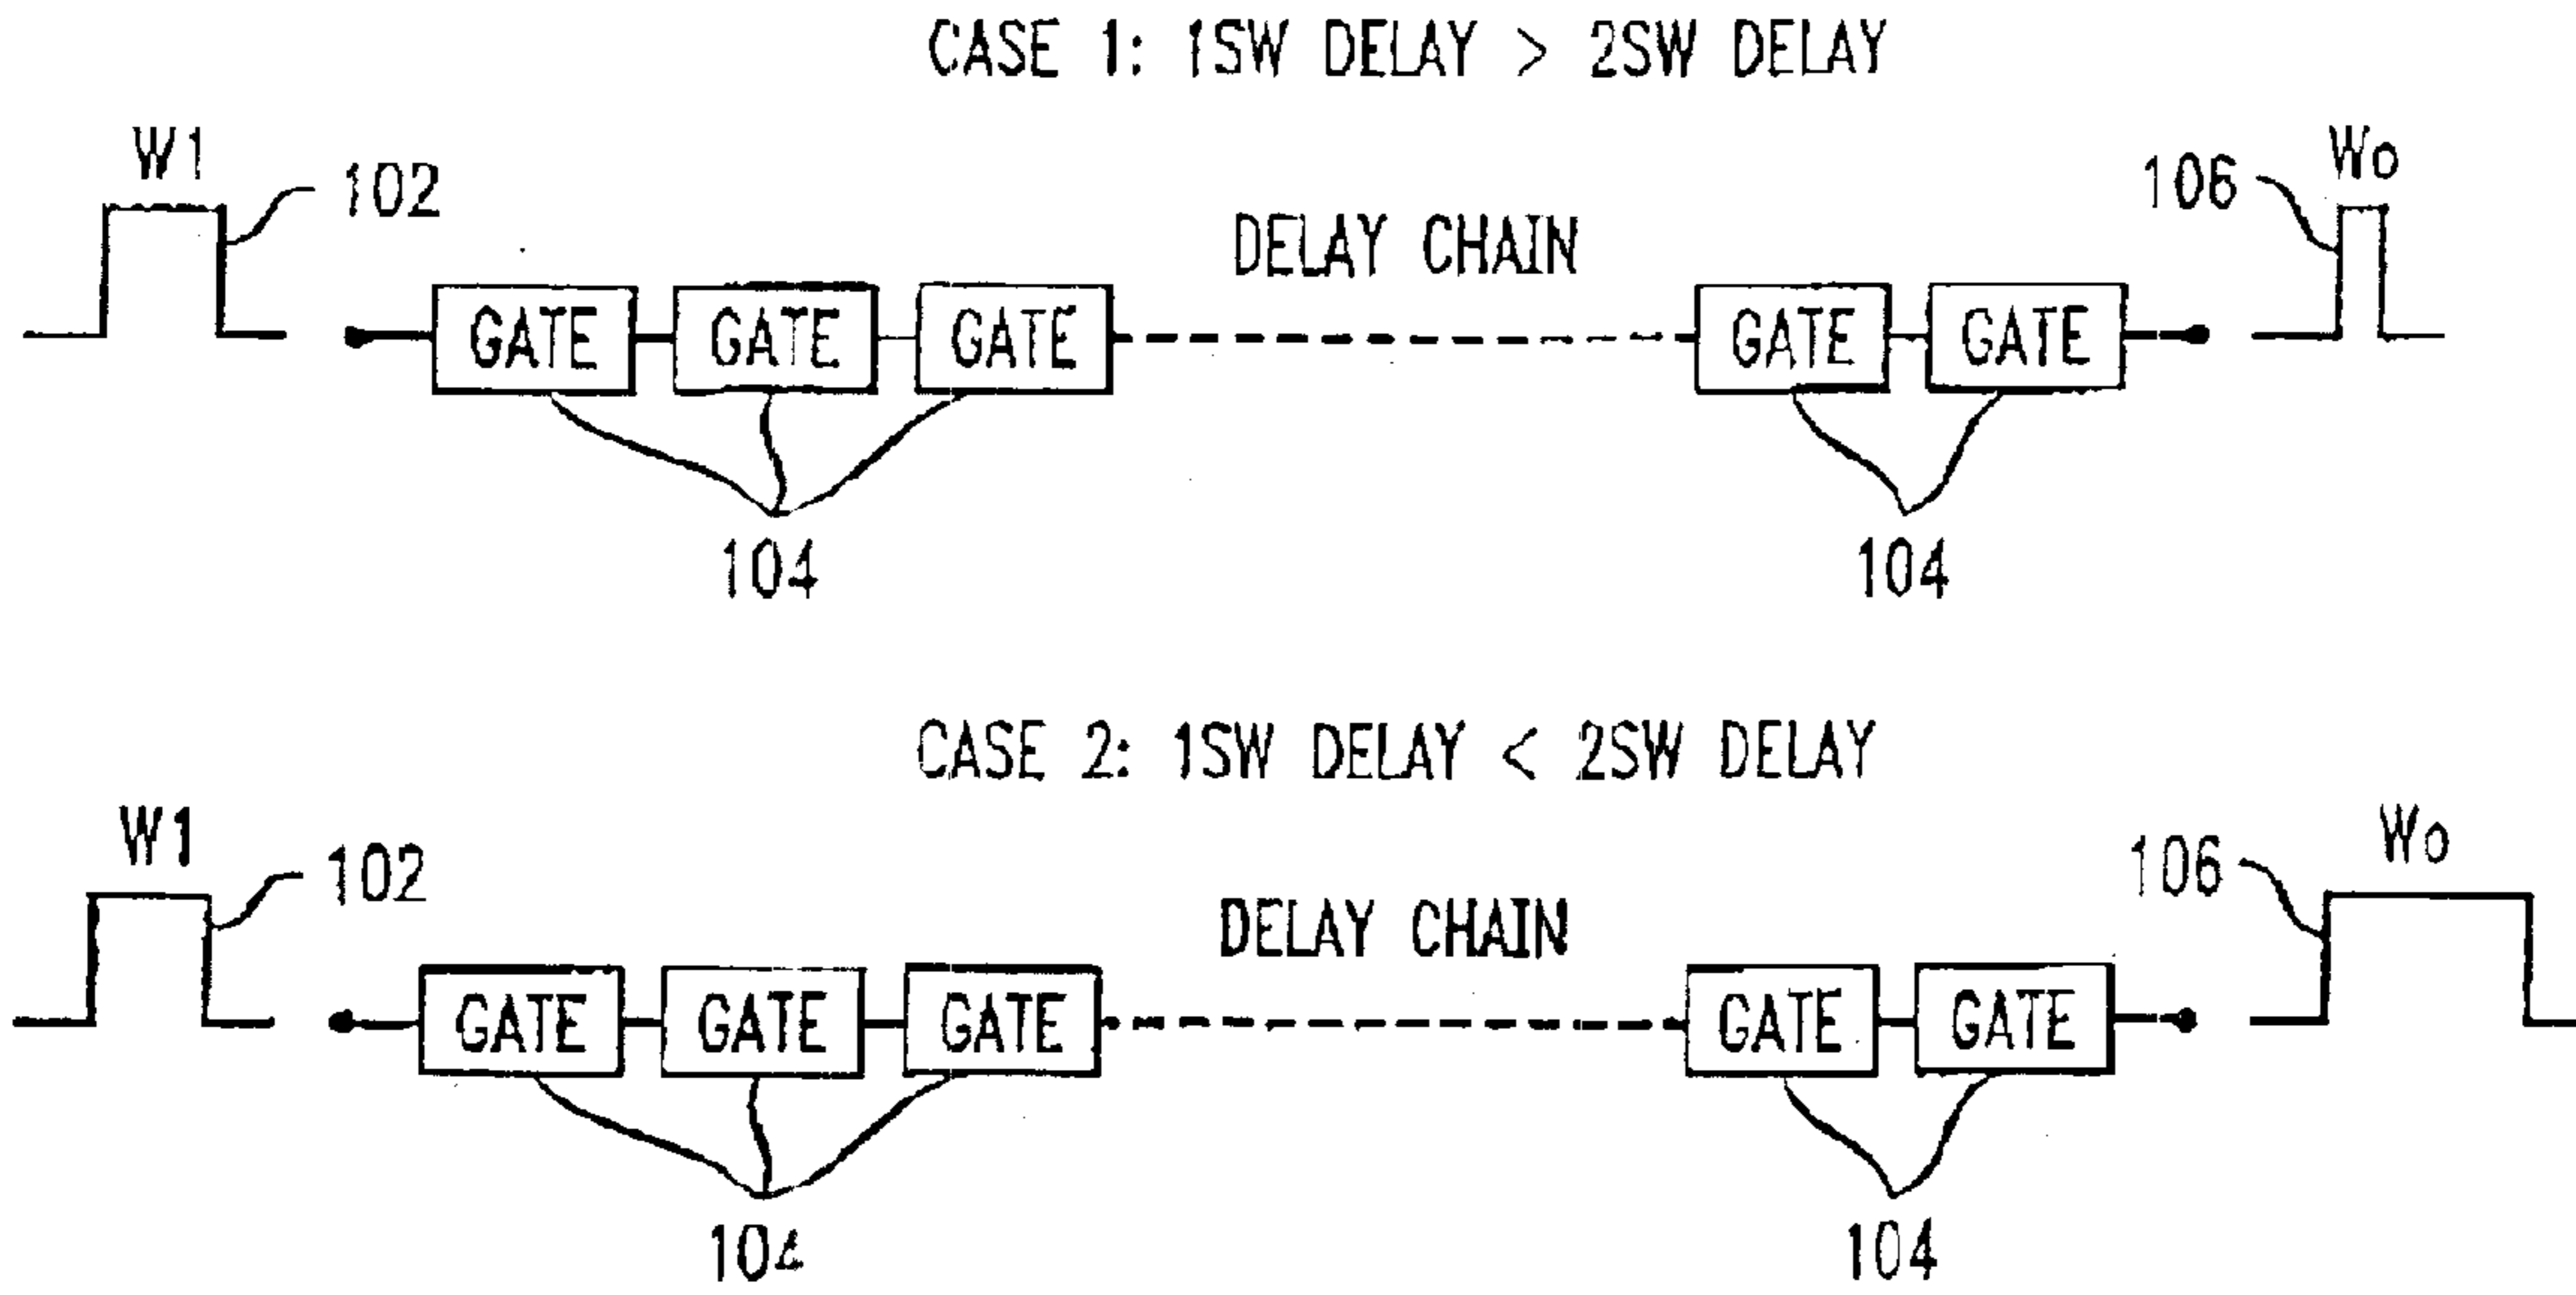 CASE 1: 1SW DELAY > 2SW DELAY
W1
102
106
Wo
DELAY CHAIN
GATE GATE GATE GATE GATE
104 104
CASE 2: 1SW DELAY < 2SW DELAY
W1
102
106
Wo
DELAY CHAIN
GATE GATE GATE GATE GATE
104 104